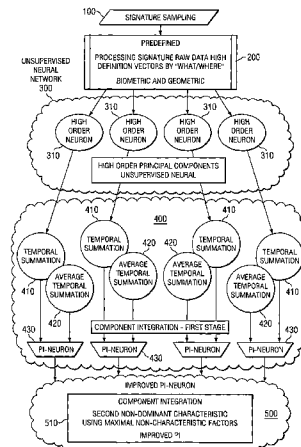 100
SIGNATURE SAMPLING
PREDEFINED
PROCESSING SIGNATURE RAW DATA HIGH
DEFINITION VECTORS BY "WHAT/WHERE"
BIOMETRIC AND GEOMETRIC
200
UNSUPERVISED
NEURAL
NETWORK
300
310
310
310
310
HIGH
ORDER
NEURON
HIGH
ORDER
NEURON
HIGH
ORDER
NEURON
HIGH
ORDER
NEURON
310
310
HIGH ORDER PRINCIPAL COMPONENTS
UNSUPERVISED NEURAL
410
410
400
TEMPORAL
SUMMATION
TEMPORAL
SUMMATION
TEMPORAL
SUMMATION
TEMPORAL
SUMMATION
420
420
410
410
AVERAGE
TEMPORAL
SUMMATION
AVERAGE
TEMPORAL
SUMMATION
AVERAGE
TEMPORAL
SUMMATION
AVERAGE
TEMPORAL
SUMMATION
420
420
COMPONENT INTEGRATION - FIRST STAGE
430
430
PI-NEURON
PI-NEURON
PI-NEURON
PI-NEURON
430
430
IMPROVED PI-NEURON
COMPONENT INTEGRATION
510
SECOND NON-DOMINANT CHARACTERISTIC
USING MAXIMAL NON-CHARACTERISTIC FACTORS
IMPROVED PI
500